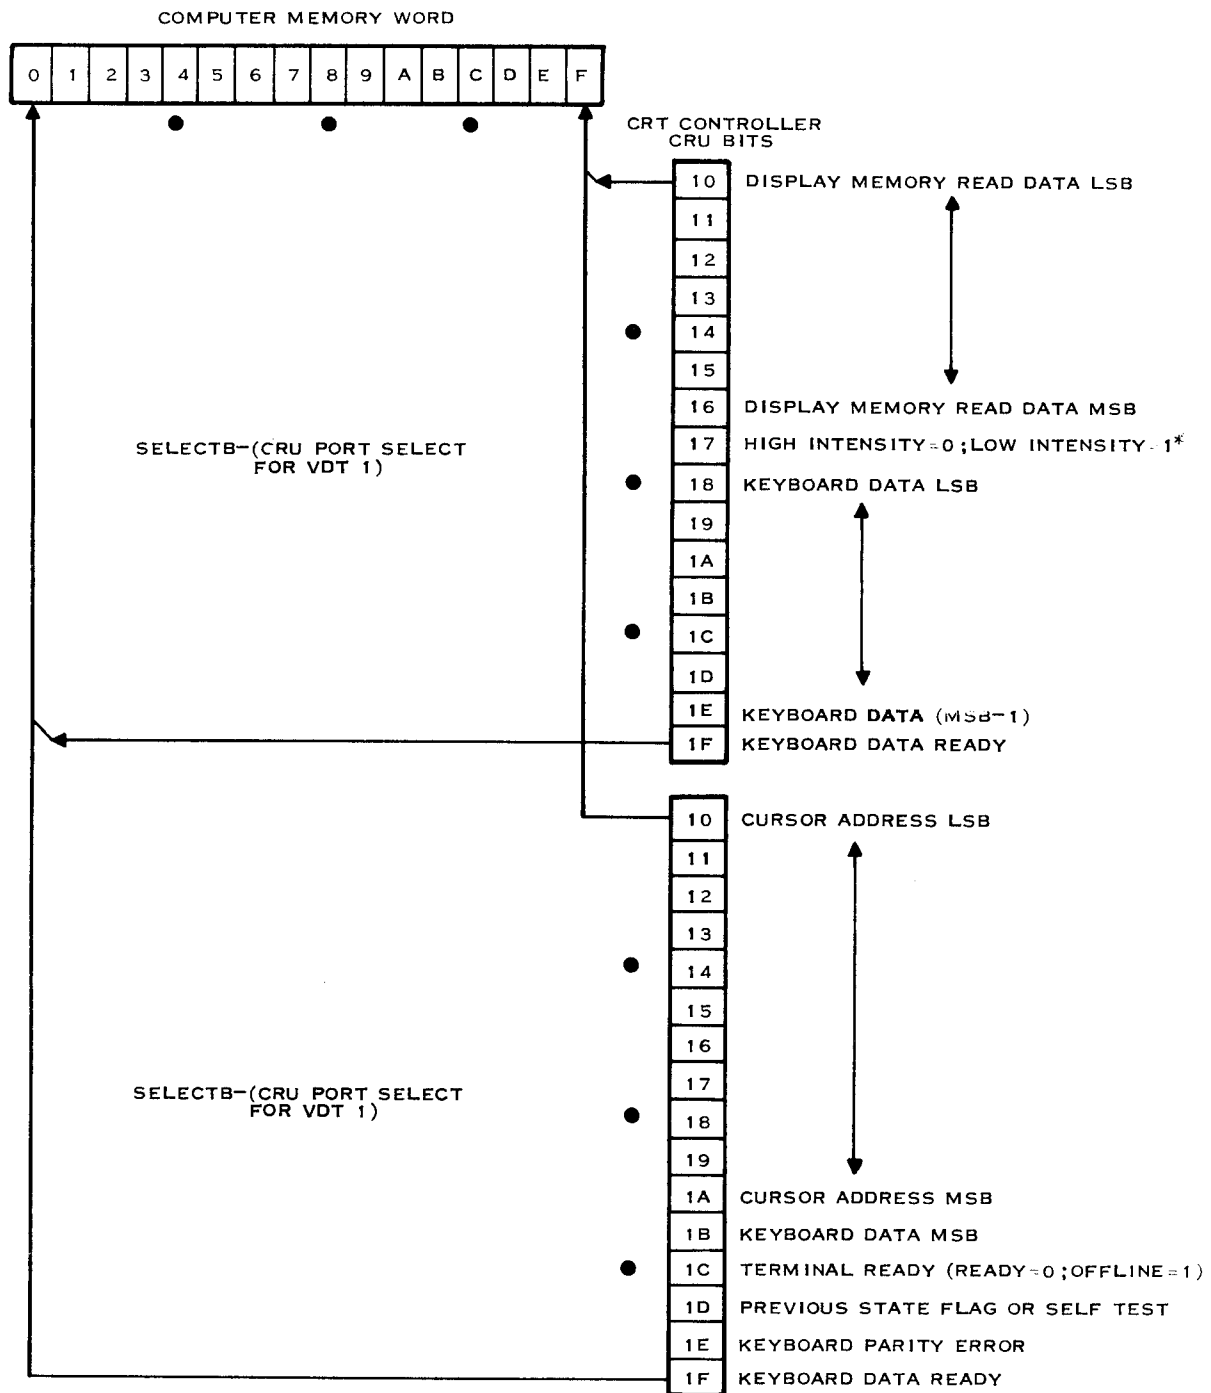 COMPUTER MEMORY WORD
0 1 2 3 4 5 6 7 8 9 A B C D E F
CRT CONTROLLER
CRU BITS
10 DISPLAY MEMORY READ DATA LSB
11
12
13
14
15
16 DISPLAY MEMORY READ DATA MSB
17 HIGH INTENSITY=0;LOW INTENSITY=1*
SELECTB-(CRU PORT SELECT
FOR VDT 1)
18 KEYBOARD DATA LSB
19
1A
1B
1C
1D
1E KEYBOARD DATA (MSB-1)
1F KEYBOARD DATA READY
10 CURSOR ADDRESS LSB
11
12
13
14
15
16
17
SELECTB-(CRU PORT SELECT
FOR VDT 1)
18
19
1A CURSOR ADDRESS MSB
1B KEYBOARD DATA MSB
1C TERMINAL READY (READY=0;OFFLINE=1)
1D PREVIOUS STATE FLAG OR SELF TEST
1E KEYBOARD PARITY ERROR
1F KEYBOARD DATA READY